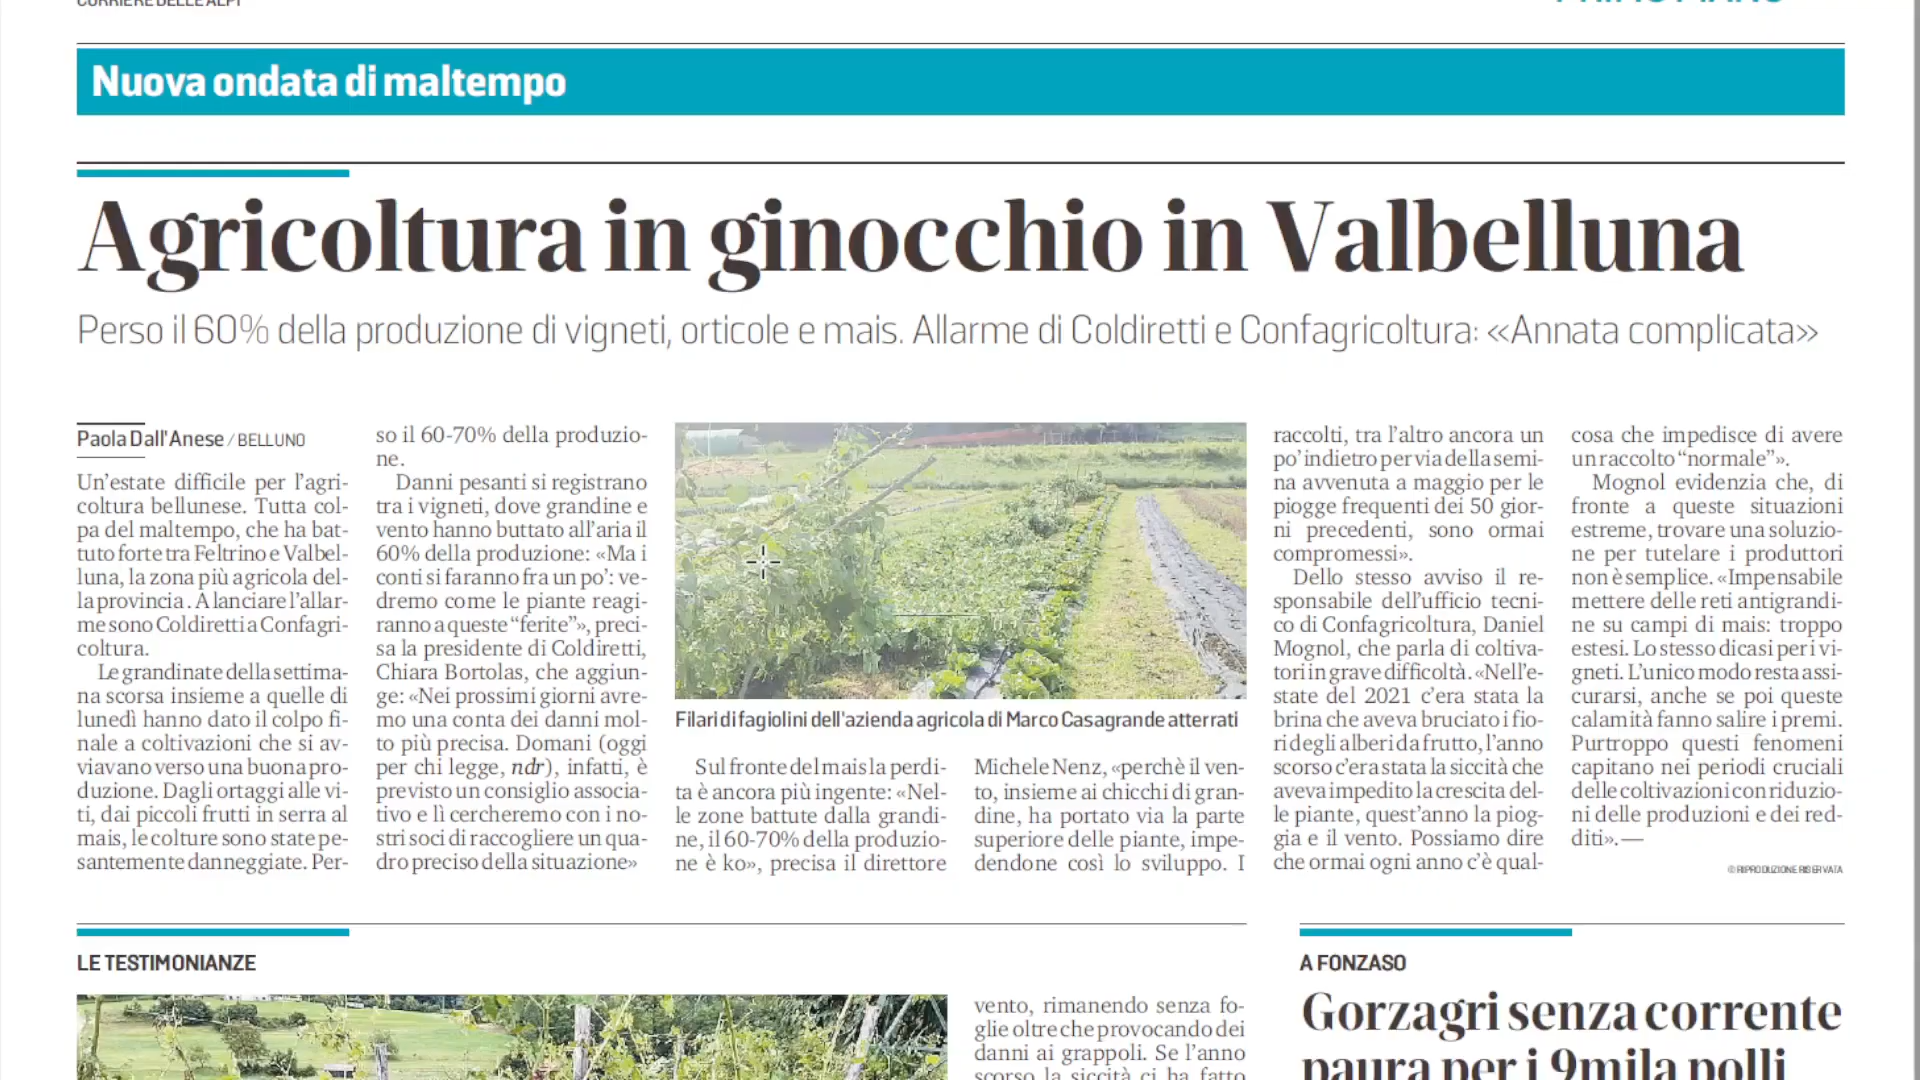 CORRIERE DELLE ALPI
PRIMO PIANO
Nuova ondata di maltempo
Agricoltura in ginocchio in Valbelluna
Perso il 60% della produzione di vigneti, orticole e mais. Allarme di Coldiretti e Confagricoltura: «Annata complicata»
Paola Dall'Anese / BELLUNO
Un'estate difficile per l'agri-
coltura bellunese. Tutta col-
pa del maltempo, che ha bat-
tuto forte tra Feltrino e Valbel-
luna, la zona più agricola del-
la provincia . A lanciare l'allar-
me sono Coldiretti a Confagri-
coltura.
Le grandinate della settima-
na scorsa insieme a quelle di
lunedì hanno dato il colpo fi-
nale a coltivazioni che si av-
viavano verso una buona pro-
duzione. Dagli ortaggi alle vi-
ti, dai piccoli frutti in serra al
mais, le colture sono state pe-
santemente danneggiate. Per-
so il 60-70% della produzio-
ne.
Danni pesanti si registrano
tra i vigneti, dove grandine e
vento hanno buttato all'aria il
60% della produzione: «Ma i
conti si faranno fra un po': ve-
dremo come le piante reagi-
ranno a queste “ferite”», preci-
sa la presidente di Coldiretti,
Chiara Bortolas, che aggiun-
ge: «Nei prossimi giorni avre-
mo una conta dei danni mol-
to più precisa. Domani (oggi
per chi legge, ndr), infatti, è
previsto un consiglio associa-
tivo e lì cercheremo con i no-
stri soci di raccogliere un qua-
dro preciso della situazione»
Filari di fagiolini dell'azienda agricola di Marco Casagrande atterrati
Sul fronte del mais la perdi-
ta è ancora più ingente: «Nel-
le zone battute dalla grandi-
ne, il 60-70% della produzio-
ne è ko», precisa il direttore
Michele Nenz, «perchè il ven-
to, insieme ai chicchi di gran-
dine, ha portato via la parte
superiore delle piante, impe-
dendone così lo sviluppo. I
raccolti, tra l'altro ancora un
po' indietro per via della semi-
na avvenuta a maggio per le
piogge frequenti dei 50 gior-
ni precedenti, sono ormai
compromessi».
Dello stesso avviso il re-
sponsabile dell'ufficio tecni-
co di Confagricoltura, Daniel
Mognol, che parla di coltiva-
tori in grave difficoltà. «Nell'e-
state del 2021 c'era stata la
brina che aveva bruciato i fio-
ri degli alberi da frutto, l'anno
scorso c'era stata la siccità che
aveva impedito la crescita del-
le piante, quest'anno la piog-
gia e il vento. Possiamo dire
che ormai ogni anno c'è qual-
cosa che impedisce di avere
un raccolto “normale”».
Mognol evidenzia che, di
fronte a queste situazioni
estreme, trovare una soluzio-
ne per tutelare i produttori
non è semplice. «Impensabile
mettere delle reti antigrandi-
ne su campi di mais: troppo
estesi. Lo stesso dicasi per i vi-
gneti. L'unico modo resta assi-
curarsi, anche se poi queste
calamità fanno salire i premi.
Purtroppo questi fenomeni
capitano nei periodi cruciali
delle coltivazioni con riduzio-
ni delle produzioni e dei red-
diti». —
© RIPRODUZIONE RISERVATA
LE TESTIMONIANZE
vento, rimanendo senza fo-
glie oltre che provocando dei
danni ai grappoli. Se l'anno
scorso la siccità ci ha fatto
A FONZASO
Gorzagri senza corrente
paura per i 9mila polli